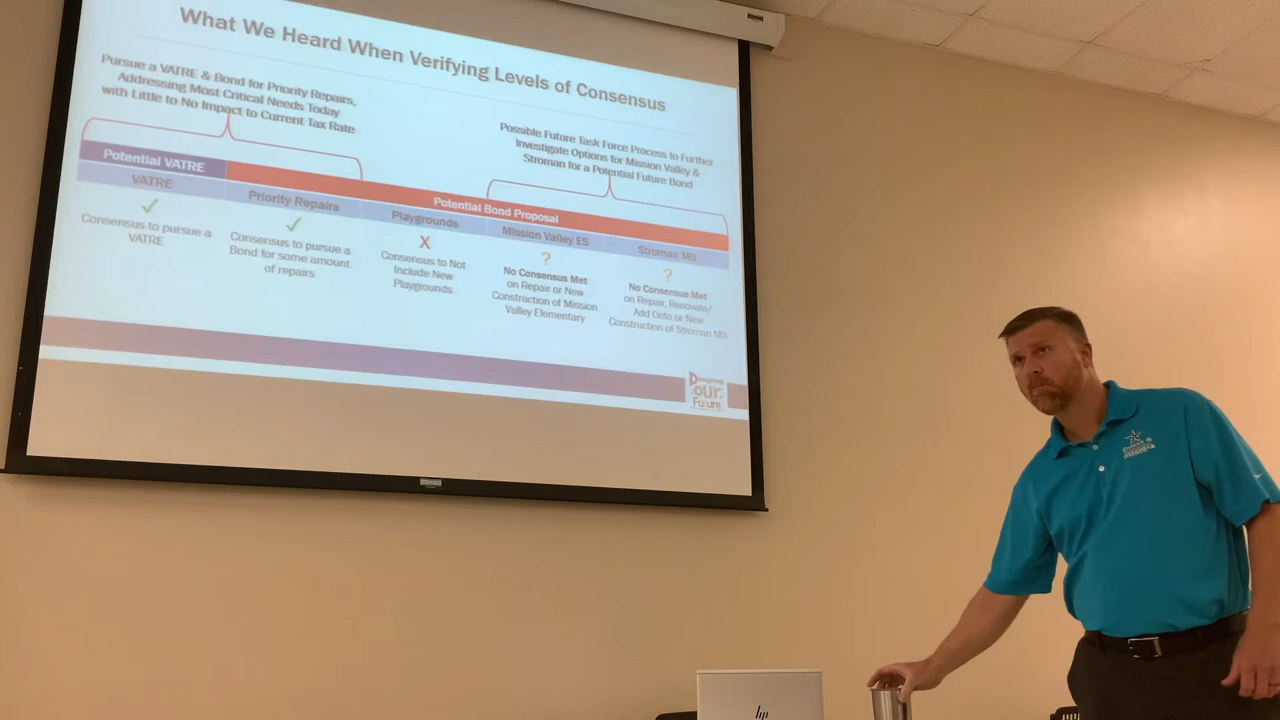 What We Heard When Verifying Levels of Consensus
Pursue a VATRE & Bond for Priority Repairs,
Addressing Most Critical Needs Today
with Little to No Impact to Current Tax Rate
Possible Future Task Force Process to Further
Investigate Options for Mission Valley &
Stroman for a Potential Future Bond
Potential VATRE
Potential Bond Proposal
VATRE
Priority Repairs
Playgrounds
Mission Valley ES
Stroman MS
Consensus to pursue a
VATRE
Consensus to pursue a
Bond for some amount
of repairs
X
Consensus to Not
Include New
Playgrounds
?
No Consensus Met
on Repair or New
Construction of Mission
Valley Elementary
?
No Consensus Met
on Repair, Renovate/
Add Onto or New
Construction of Stroman MS
Designing
our
Future
hp